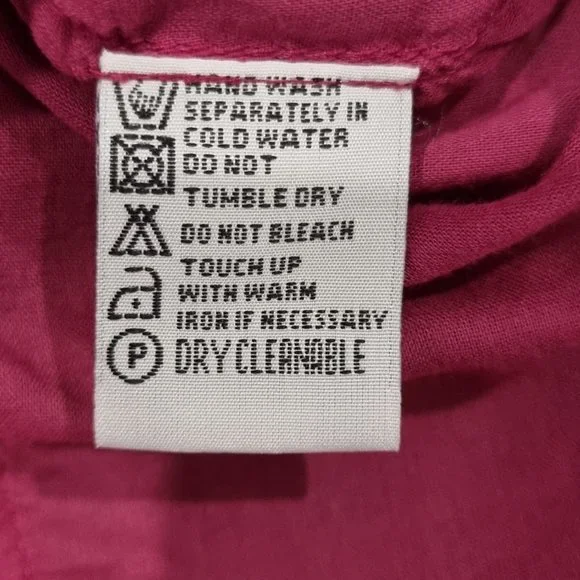 HAND WASH
SEPARATELY IN
COLD WATER
DO NOT
TUMBLE DRY
DO NOT BLEACH
TOUCH UP
WITH WARM
IRON IF NECESSARY
P DRY CLEANABLE